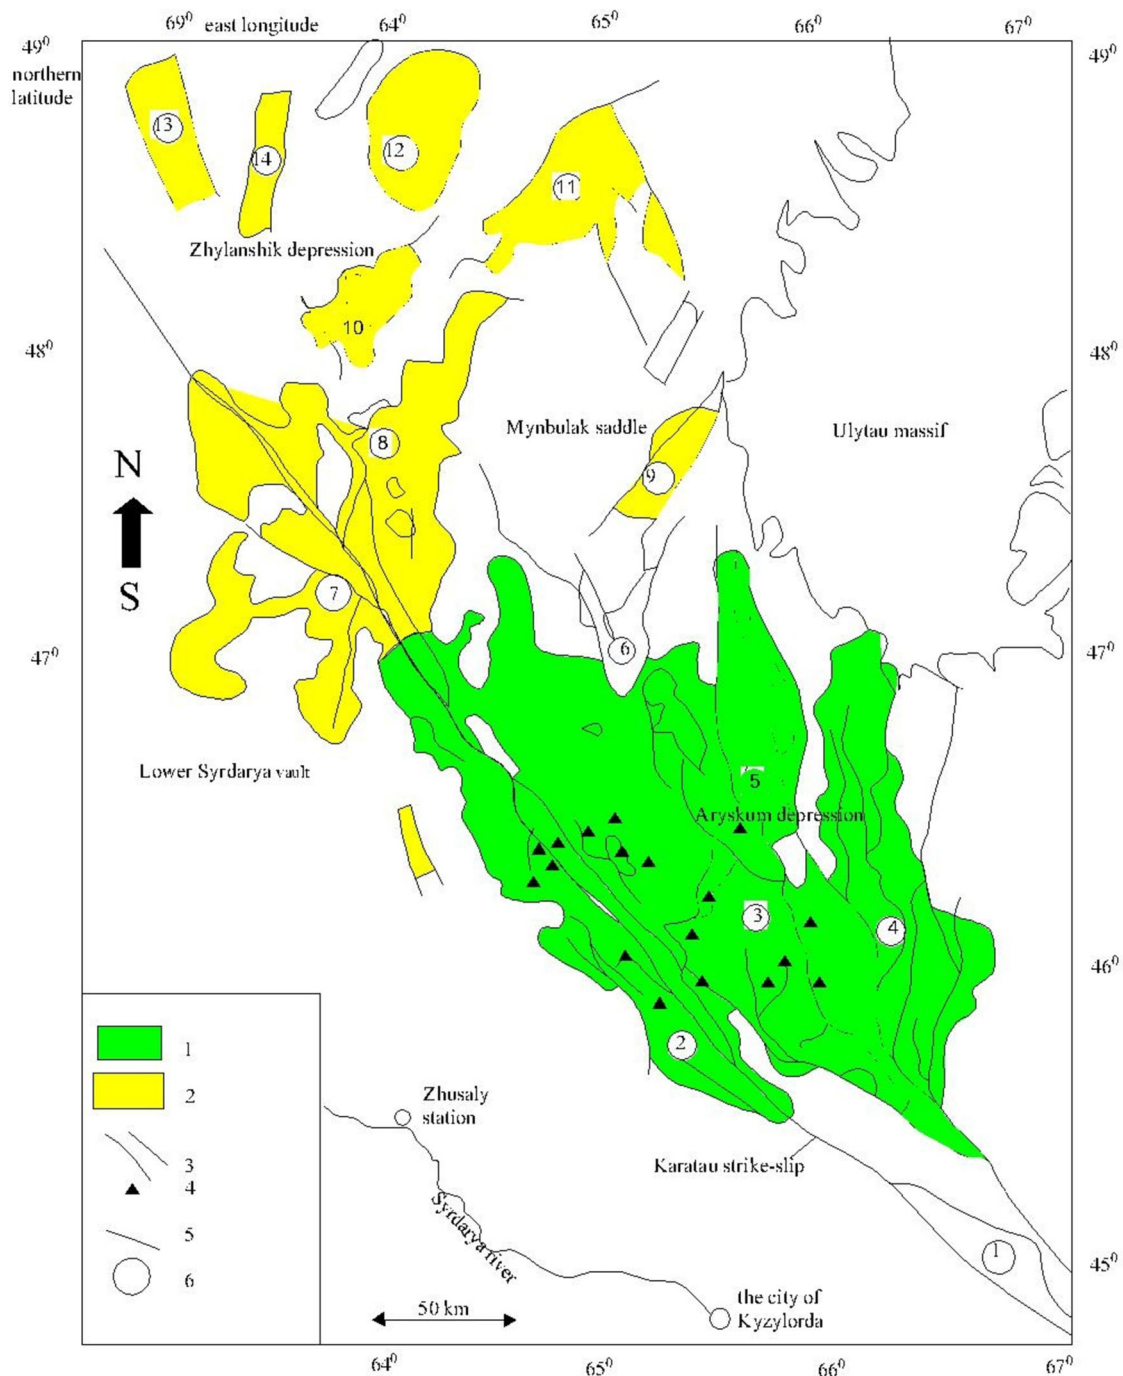 69⁰ east longitude 64⁰ 65⁰ 66⁰ 67⁰
49⁰ 49⁰
northern
latitude
13
14
12
11
Zhylanshik depression
10
48⁰ 48⁰
Mynbulak saddle
Ulytau massif
8
N
9
S
7
6
47⁰ 47⁰
Lower Syrdarya vault
5
Aryskum depression
3
4
46⁰ 46⁰
2
1
2
3
4
5
6
Zhusaly
station
Karatau strike-slip
Syrdarya river
1
45⁰
50 km
the city of
Kyzylorda
64⁰ 65⁰ 66⁰ 67⁰